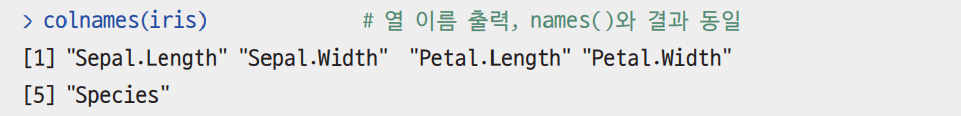 > colnames(iris) # 열 이름 출력, names()와 결과 동일
[1] "Sepal.Length" "Sepal.Width" "Petal.Length" "Petal.Width"
[5] "Species"